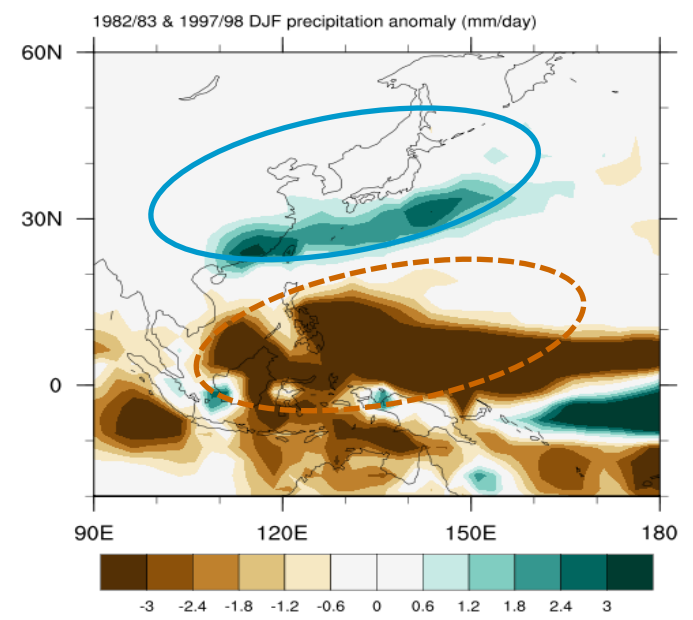 1982/83 & 1997/98 DJF precipitation anomaly (mm/day)
60N
30N
0
90E 120E 150E 180
-3 -2.4 -1.8 -1.2 -0.6 0 0.6 1.2 1.8 2.4 3